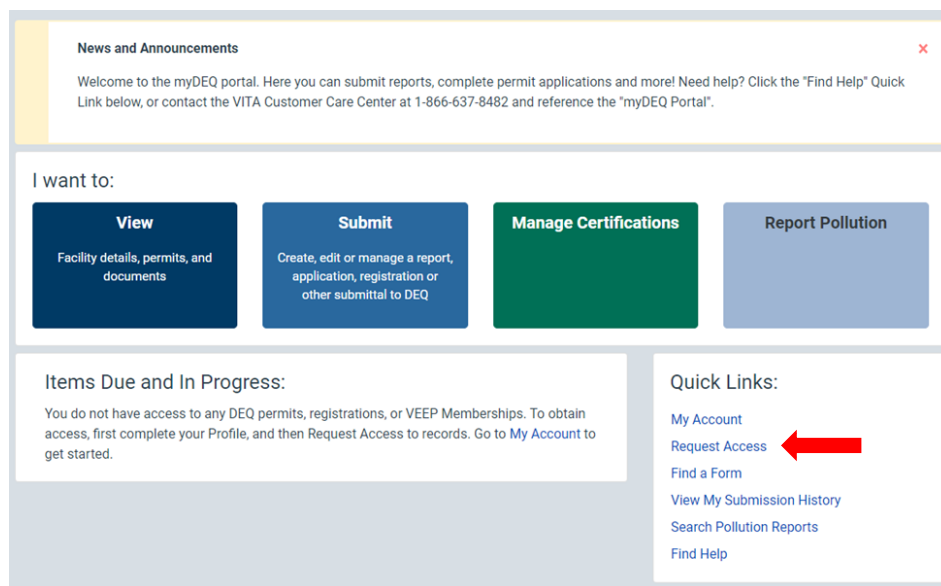 News and Announcements
Welcome to the myDEQ portal. Here you can submit reports, complete permit applications and more! Need help? Click the "Find Help" Quick
Link below, or contact the VITA Customer Care Center at 1-866-637-8482 and reference the "myDEQ Portal".
I want to:
View
Facility details, permits, and
documents
Submit
Create, edit or manage a report,
application, registration or
other submittal to DEQ
Manage Certifications
Report Pollution
Items Due and In Progress:
You do not have access to any DEQ permits, registrations, or VEEP Memberships. To obtain
access, first complete your Profile, and then Request Access to records. Go to My Account to
get started.
Quick Links:
My Account
Request Access
Find a Form
View My Submission History
Search Pollution Reports
Find Help